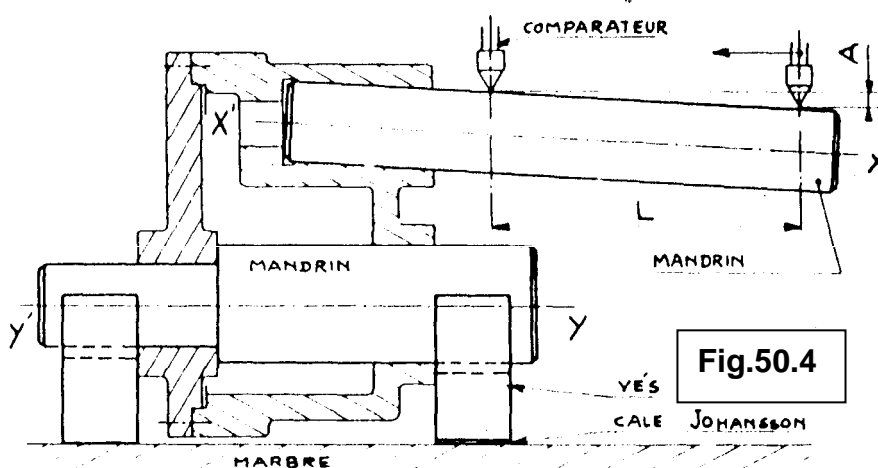 COMPARATEUR
A
X'
X
L
MANDRIN
MANDRIN
Y'
Y
Fig.50.4
VÉS
CALE JOHANSSON
MARBRE